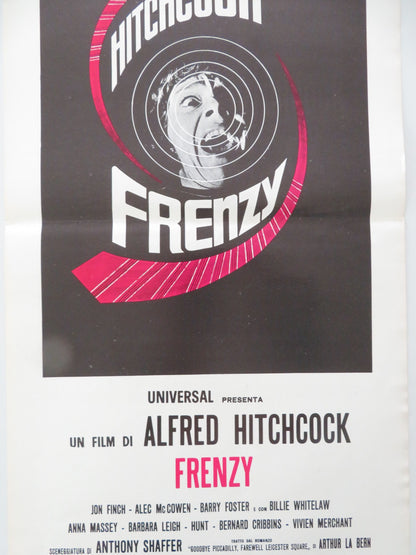 HITCHCOCK
FRENZY
UNIVERSAL PRESENTA
UN FILM DI ALFRED HITCHCOCK
FRENZY
JON FINCH - ALEC McCOWEN - BARRY FOSTER E CON BILLIE WHITELAW
ANNA MASSEY - BARBARA LEIGH - HUNT - BERNARD CRIBBINS - VIVIEN MERCHANT
SCENEGGIATURA DI ANTHONY SHAFFER TRATTO DAL ROMANZO "GOODBYE PICCADILLY, FAREWELL LEICESTER SQUARE, DI ARTHUR LA BERN